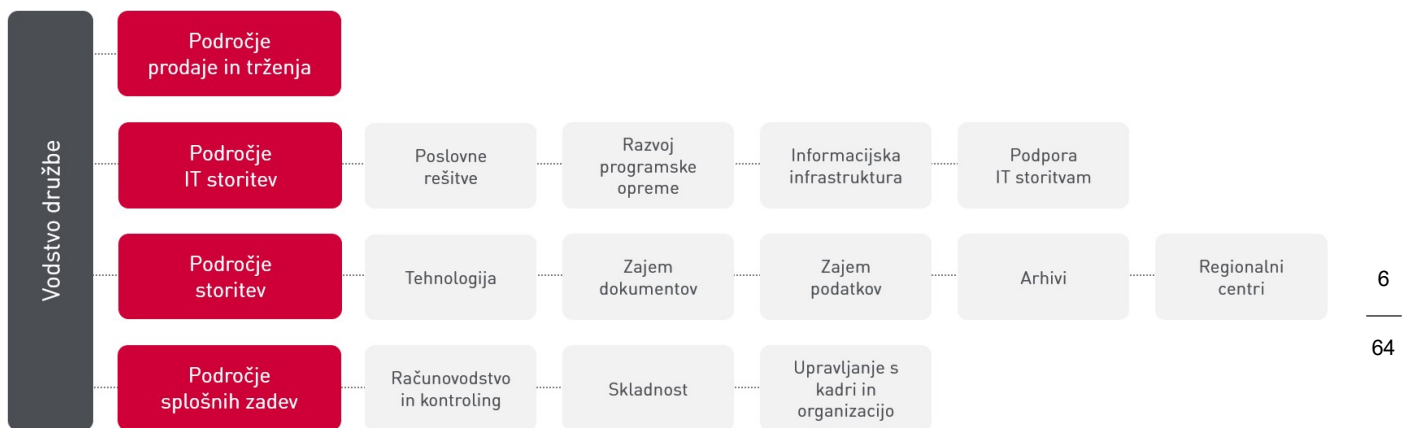 Vodstvo družbe
Področje
prodaje in trženja
Področje
IT storitev
Poslovne
rešitve
Razvoj
programske
opreme
Informacijska
infrastruktura
Podpora
IT storitvam
Področje
storitev
Tehnologija
Zajem
dokumentov
Zajem
podatkov
Arhivi
Regionalni
centri
Področje
splošnih zadev
Računovodstvo
in kontroling
Skladnost
Upravljanje s
kadri in
organizacijo
6
64